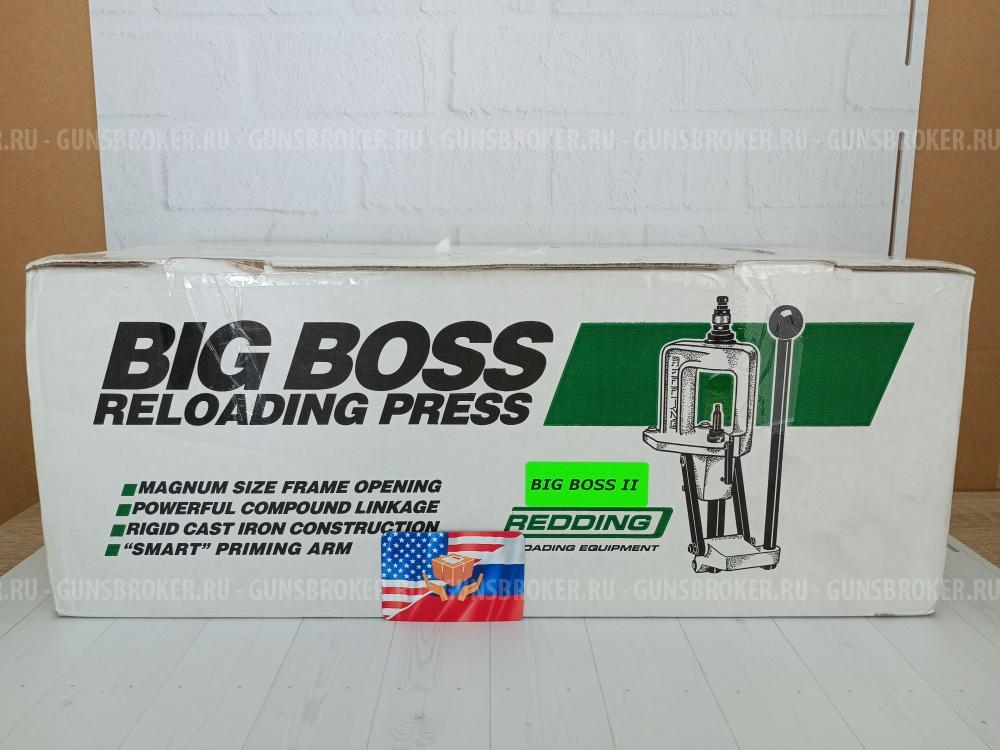 GUNSBROKER.RU - GUNSBROKER.RU - GUNSBROKER.RU - GUNSBROKER.RU - GUNSBROKER.RU
BIG BOSS
RELOADING PRESS
REDDING
MAGNUM SIZE FRAME OPENING
POWERFUL COMPOUND LINKAGE
RIGID CAST IRON CONSTRUCTION
“SMART” PRIMING ARM
BIG BOSS II
REDDING
OADING EQUIPMENT
GUNSBROKER.RU - GUNSBROKER.RU - GUNSBROKER.RU - GUNSBROKER.RU - GUNSBROKER.RU